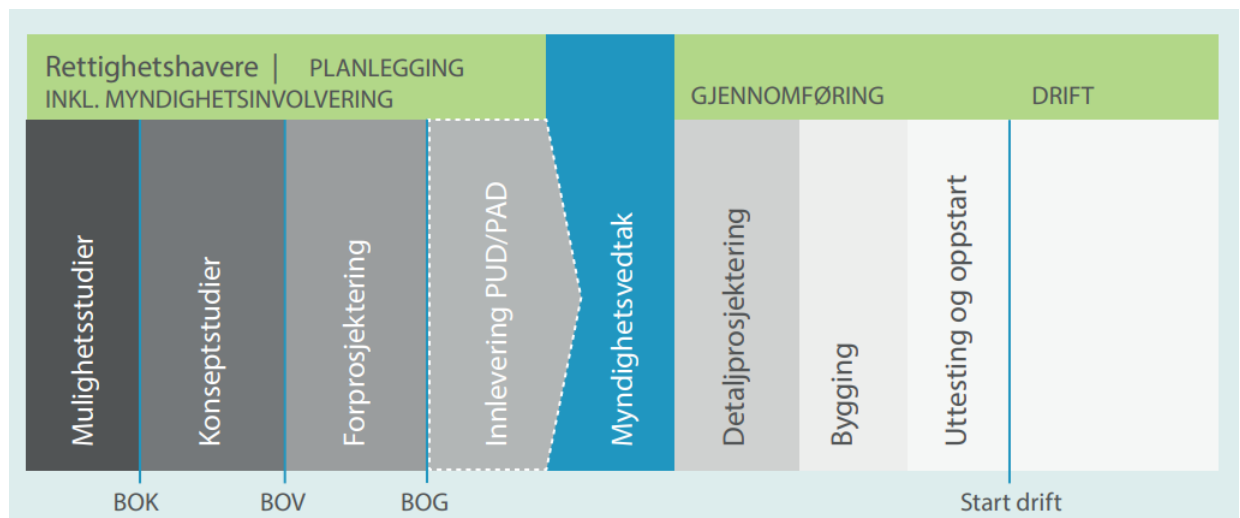 Rettighetshavere | PLANLEGGING
INKL. MYNDIGHETSINVOLVERING
GJENNOMFØRING
DRIFT
Mulighetsstudier
Konseptstudier
Forprosjektering
Innlevering PUD/PAD
Myndighetsvedtak
Detaljprosjektering
Bygging
Uttesting og oppstart
BOK
BOV
BOG
Start drift